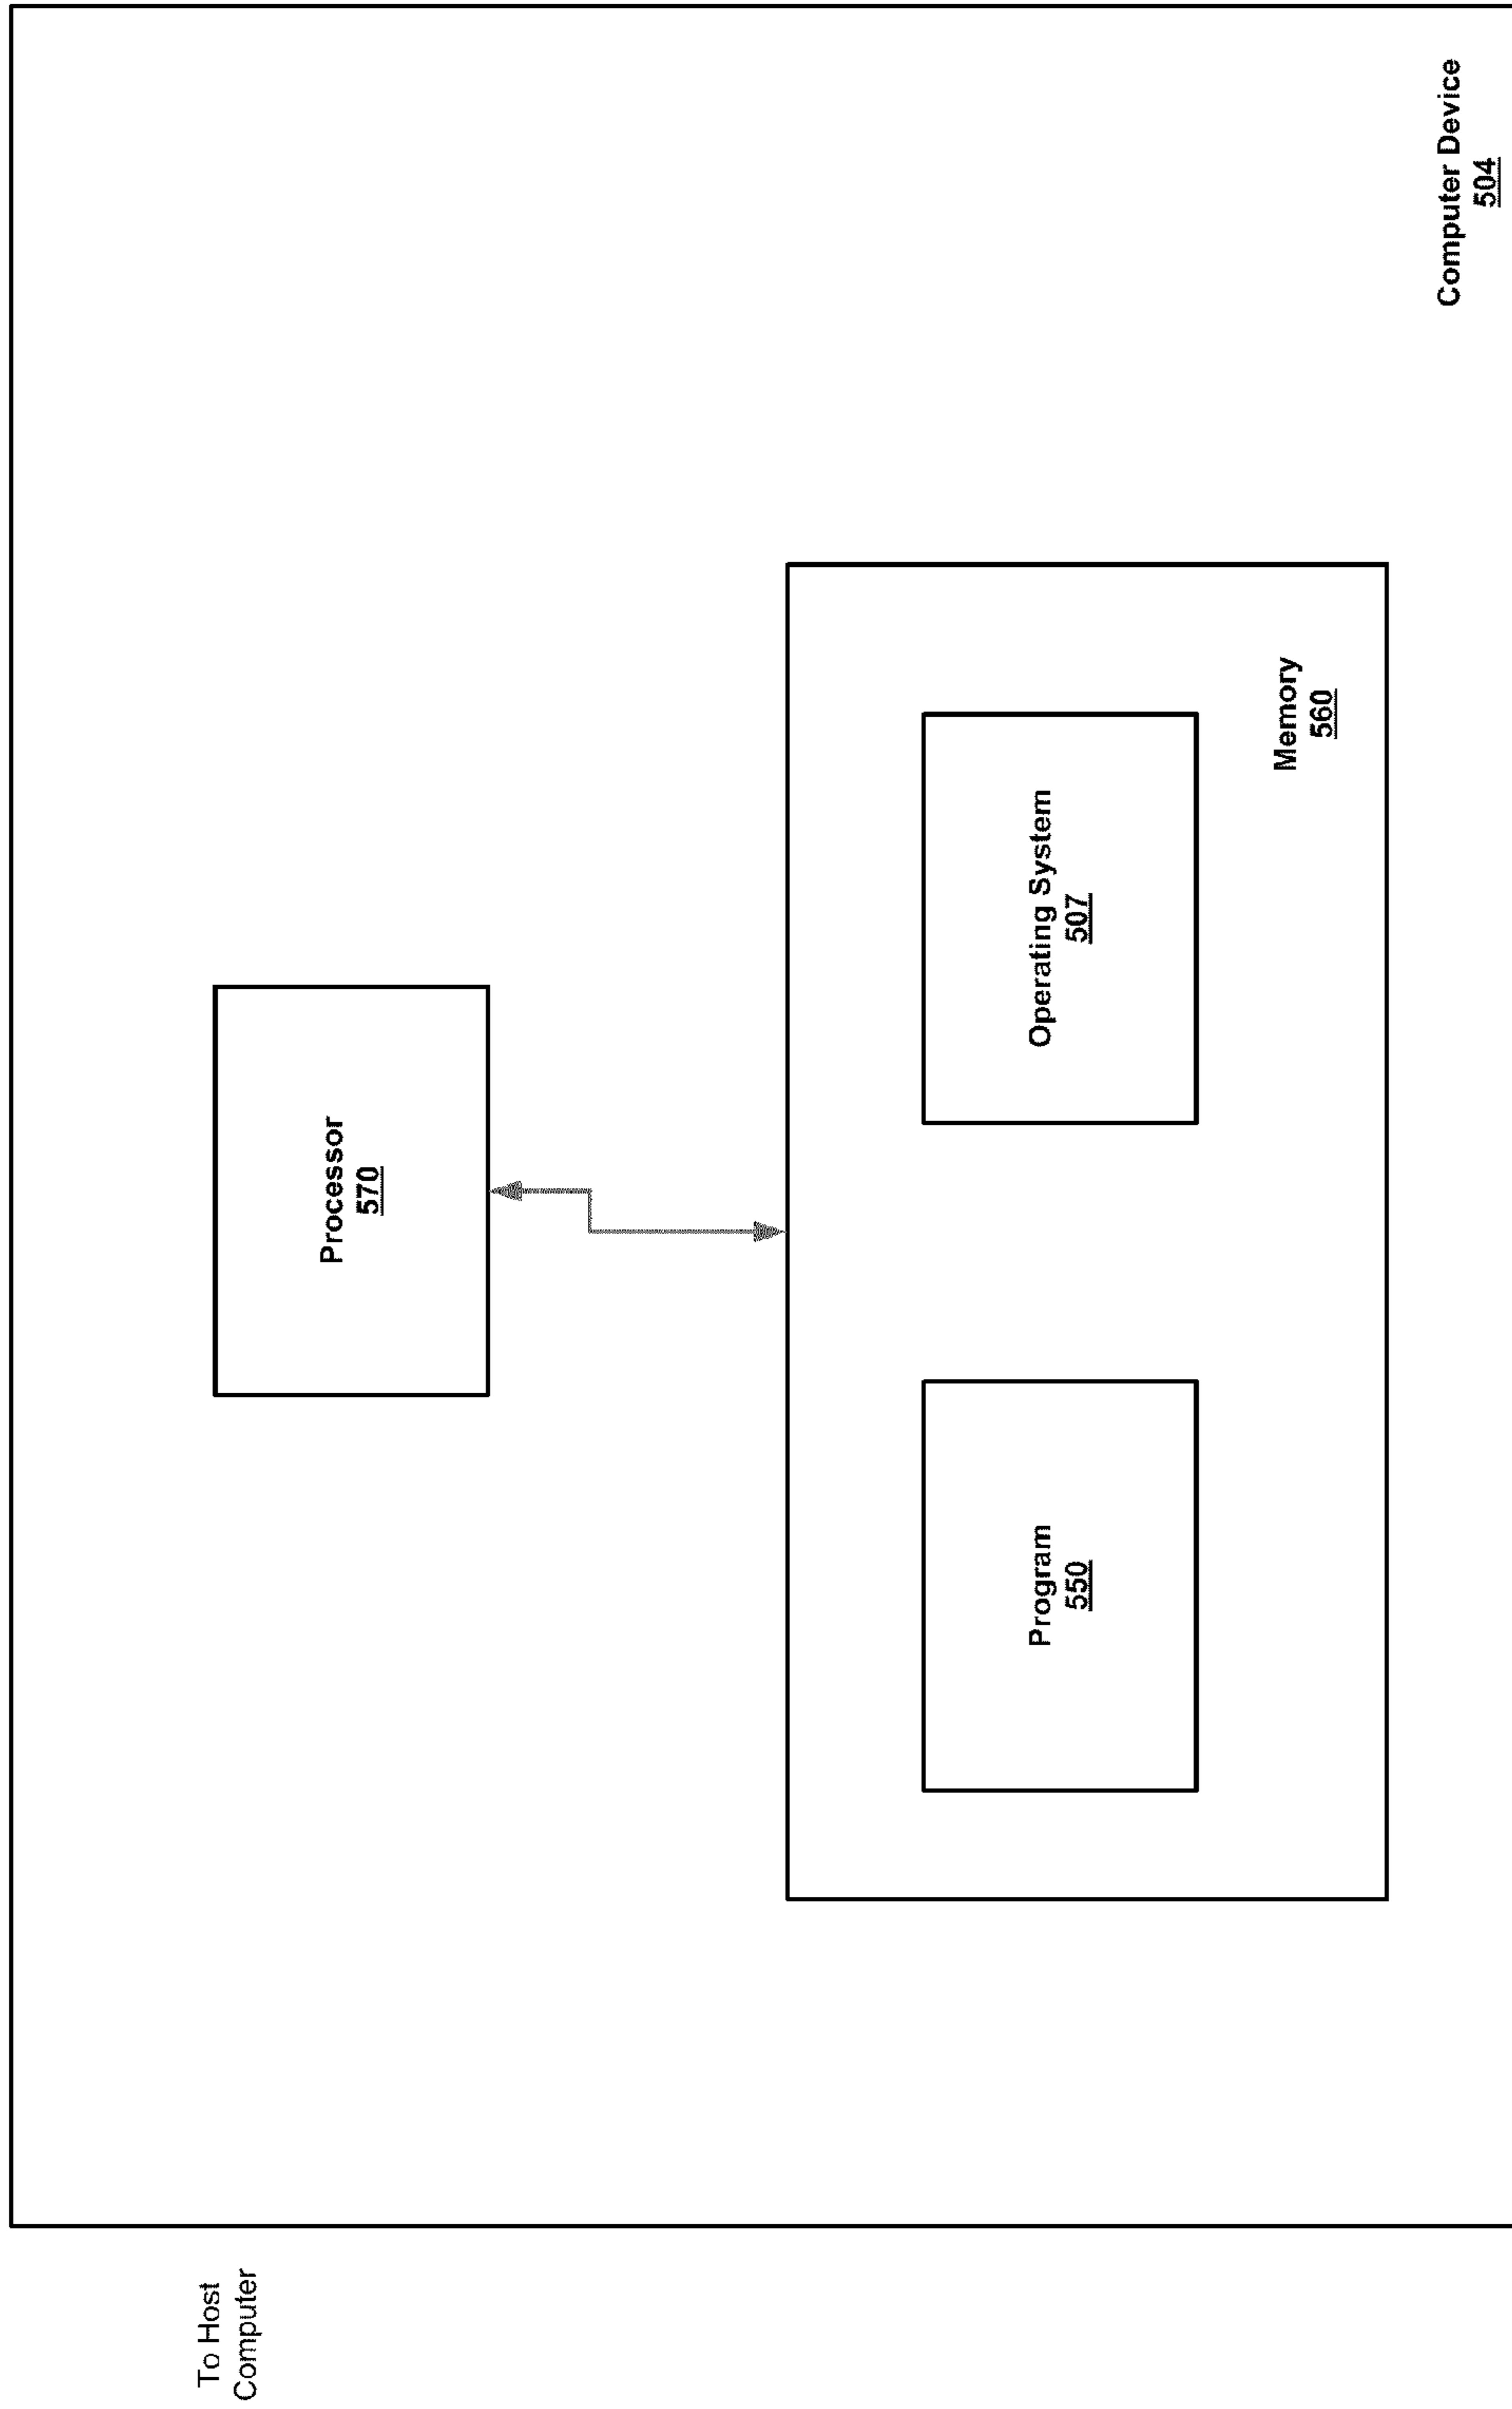 To Host
Computer
Processor
570
Program
550
Operating System
507
Memory
560
Computer Device
504